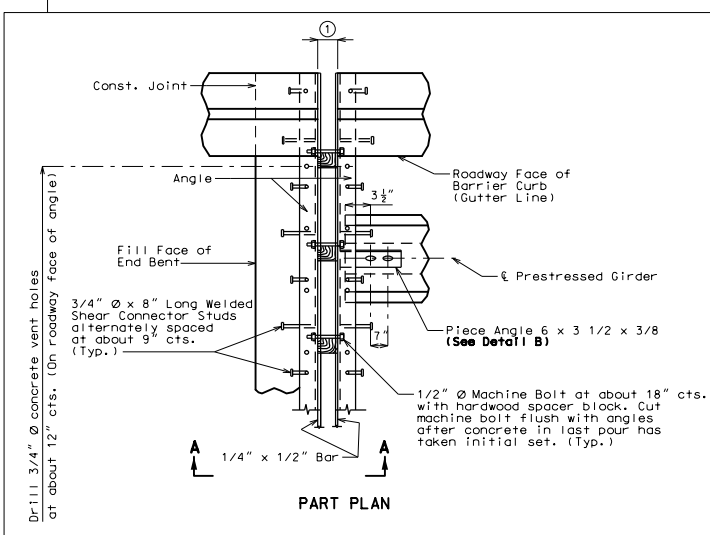 ①
Const. Joint
Roadway Face of
Barrier Curb
(Gutter Line)
Angle
3 1/2"
Fill Face of
End Bent
℄ Prestressed Girder
3/4" Ø x 8" Long Welded
Shear Connector Studs
alternately spaced
at about 9" cts.
(Typ.)
Piece Angle 6 x 3 1/2 x 3/8
(See Detail B)
7"
1/2" Ø Machine Bolt at about 18" cts.
with hardwood spacer block. Cut
machine bolt flush with angles
after concrete in last pour has
taken initial set. (Typ.)
A
A
1/4" x 1/2" Bar
PART PLAN
Drill 3/4" Ø concrete vent holes
at about 12" cts. (On roadway face of angle)